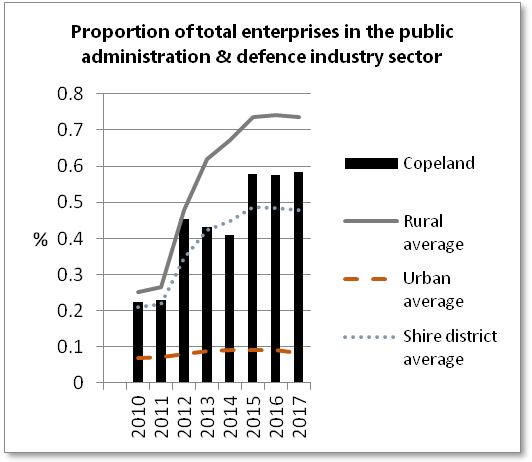 Proportion of total enterprises in the public
administration & defence industry sector
0.8
0.7
0.6
0.5
0.4
0.3
0.2
0.1
0
%
2010
2011
2012
2013
2014
2015
2016
2017
Copeland
Rural
average
Urban
average
Shire district
average